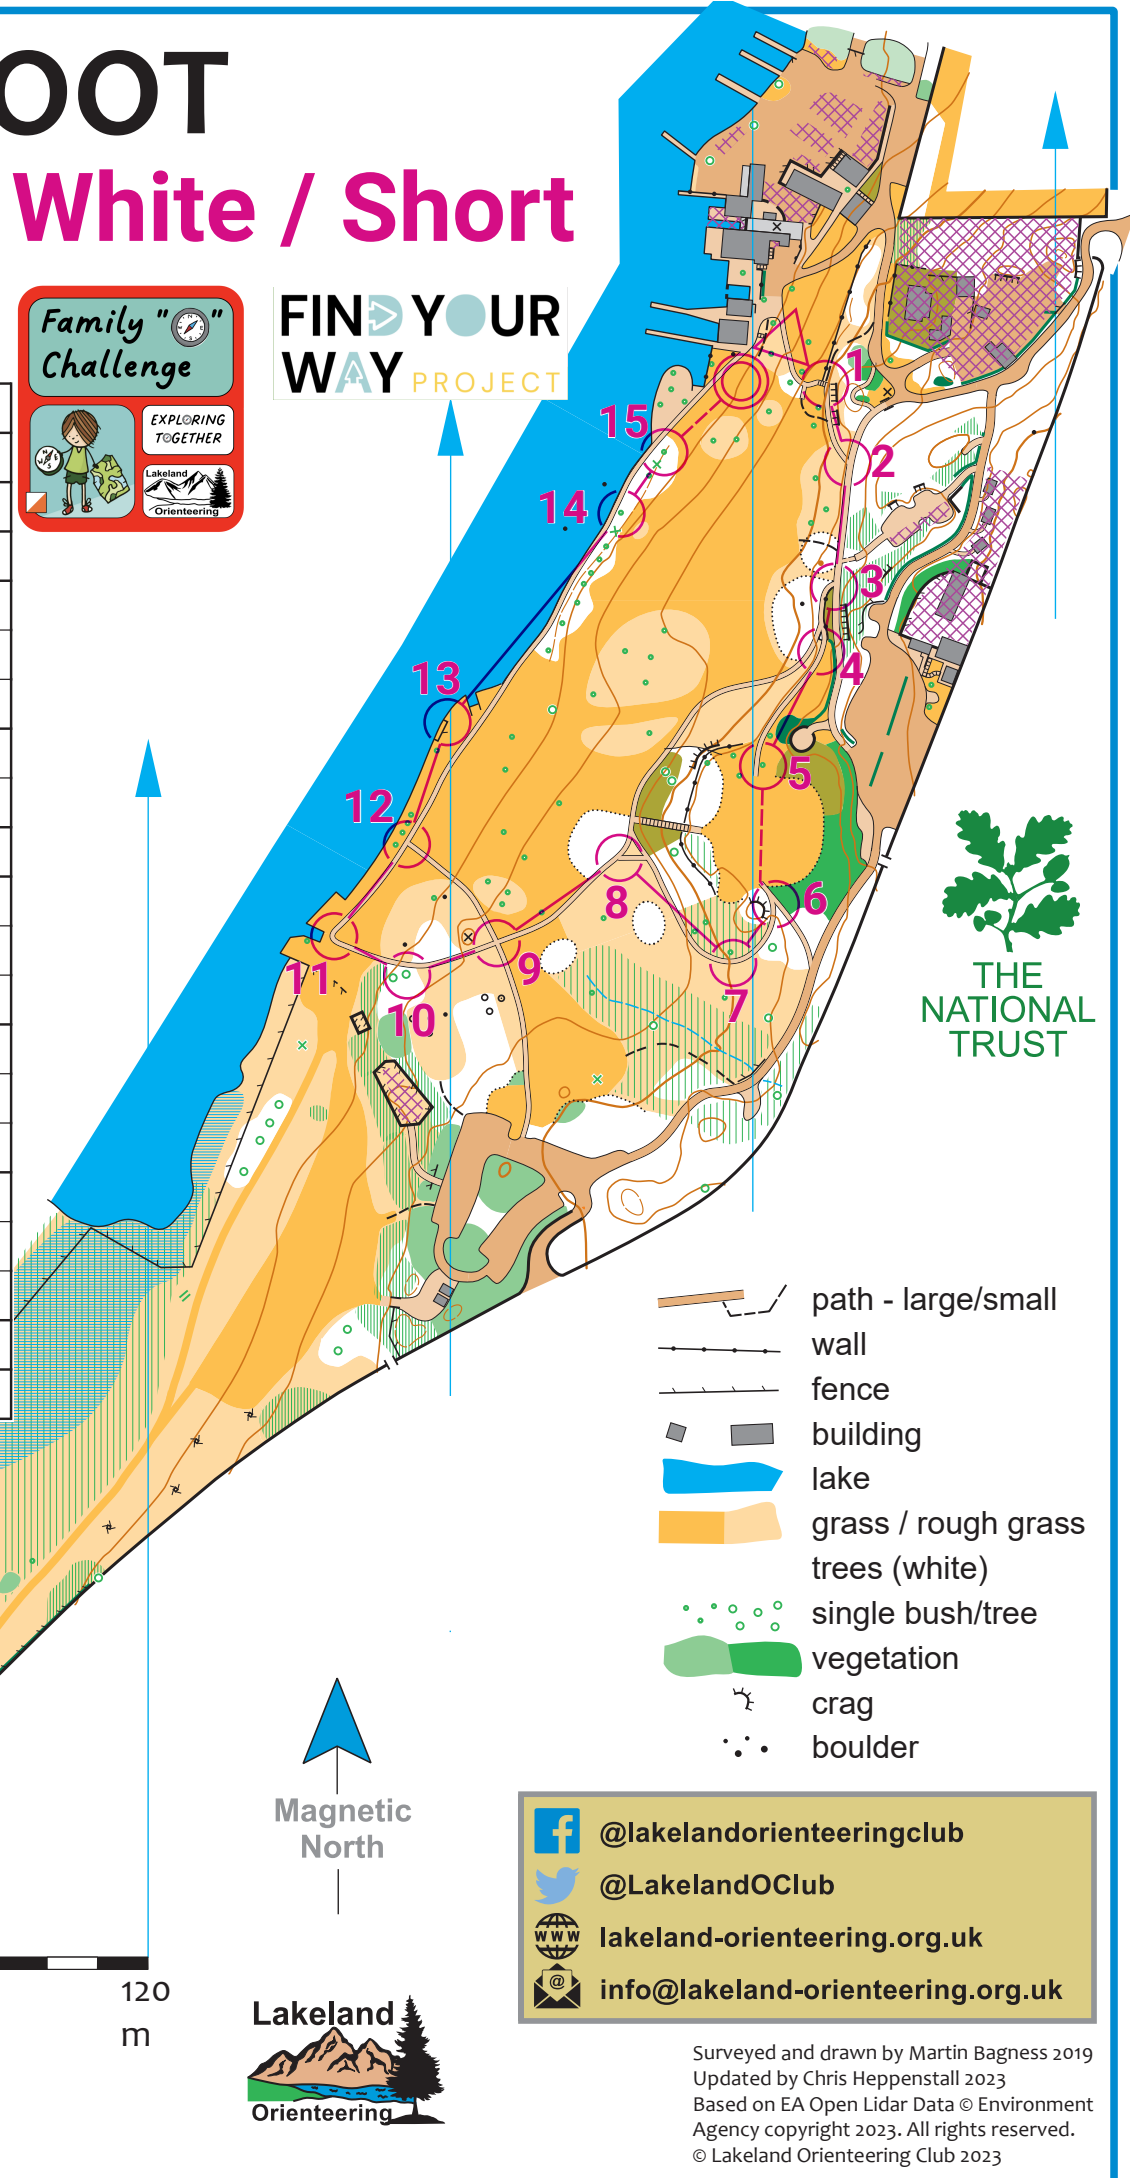 OOT
White / Short
Family " "
Challenge
EXPLORING
TOGETHER
Lakeland
Orienteering
FIND YOUR
WAY PROJECT
1
2
3
4
5
6
7
8
9
10
11
12
13
14
15
THE
NATIONAL
TRUST
path - large/small
wall
fence
building
lake
grass / rough grass
trees (white)
single bush/tree
vegetation
crag
boulder
Magnetic
North
@lakelandorienteeringclub
@LakelandOClub
www
lakeland-orienteering.org.uk
@
info@lakeland-orienteering.org.uk
120
m
Lakeland
Orienteering
Surveyed and drawn by Martin Bagness 2019
Updated by Chris Heppenstall 2023
Based on EA Open Lidar Data © Environment
Agency copyright 2023. All rights reserved.
© Lakeland Orienteering Club 2023